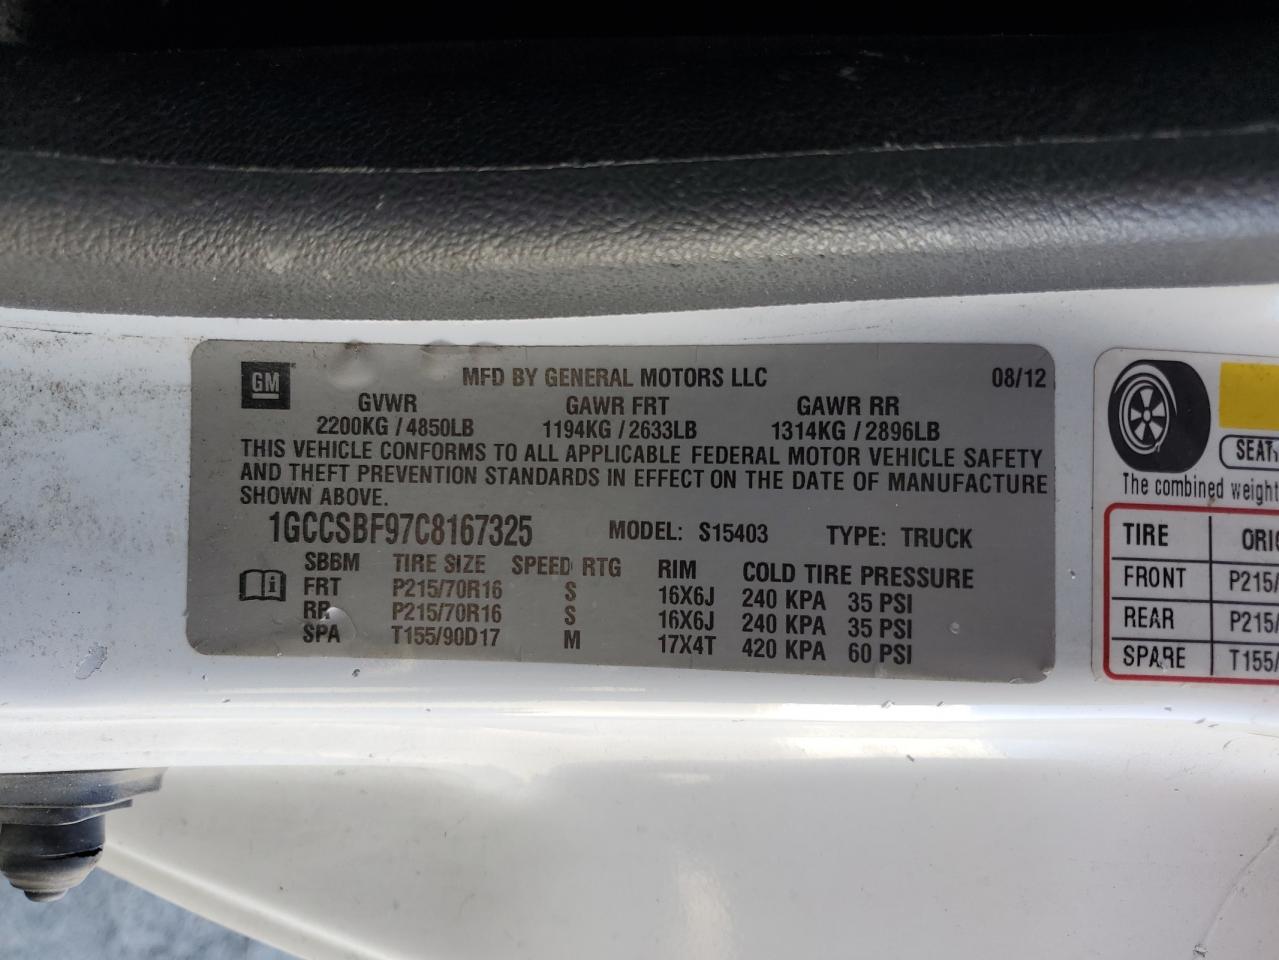 GM
MFD BY GENERAL MOTORS LLC 08/12
GVWR GAWR FRT GAWR RR
2200KG / 4850LB 1194KG / 2633LB 1314KG / 2896LB
THIS VEHICLE CONFORMS TO ALL APPLICABLE FEDERAL MOTOR VEHICLE SAFETY
AND THEFT PREVENTION STANDARDS IN EFFECT ON THE DATE OF MANUFACTURE
SHOWN ABOVE.
1GCCSBF97C8167325 MODEL: S15403 TYPE: TRUCK
SBBM TIRE SIZE SPEED RTG RIM COLD TIRE PRESSURE
FRT P215/70R16 S 16X6J 240 KPA 35 PSI
RR P215/70R16 S 16X6J 240 KPA 35 PSI
SPA T155/90D17 M 17X4T 420 KPA 60 PSI
The combined weight
TIRE
FRONT P215/
REAR P215/
SPARE T155/